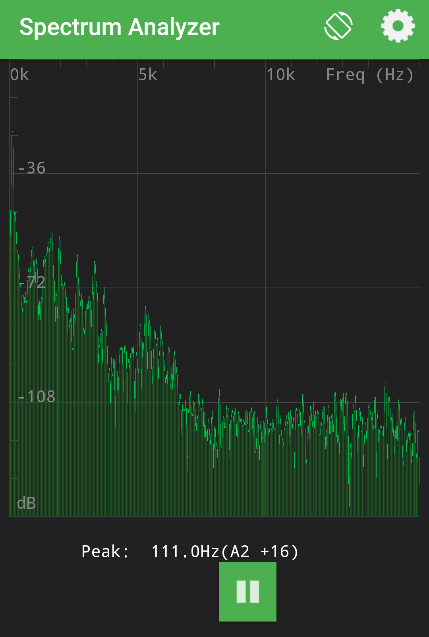 Spectrum Analyzer
0k 5k 10k Freq (Hz)
-36
-72
-108
dB
Peak: 111.0Hz(A2 +16)